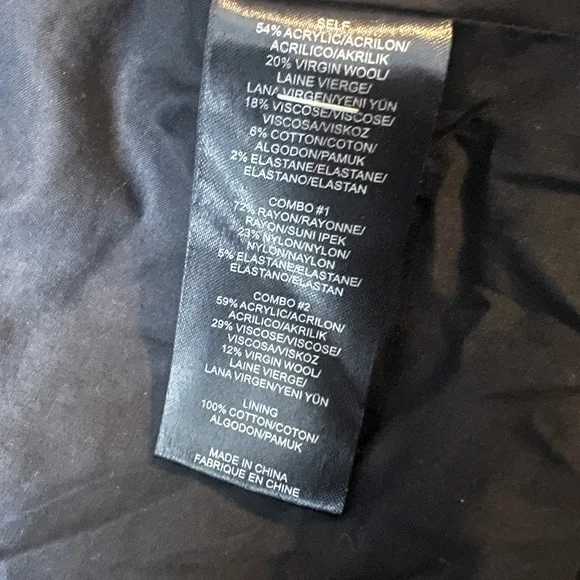 SELF
54% ACRYLIC/ACRILON/
ACRILICO/AKRILIK
20% VIRGIN WOOL/
LAINE VIERGE/
LANA VIRGEN/YENI YÜN
18% VISCOSE/VISCOSE/
VISCOSA/VISKOZ
6% COTTON/COTON/
ALGODON/PAMUK
2% ELASTANE/ELASTANE/
ELASTANO/ELASTAN
COMBO #1
72% RAYON/RAYONNE/
RAYON/SUNI IPEK
23% NYLON/NYLON/
NYLON/NAYLON
5% ELASTANE/ELASTANE/
ELASTANO/ELASTAN
COMBO #2
59% ACRYLIC/ACRILON/
ACRILICO/AKRILIK
29% VISCOSE/VISCOSE/
VISCOSA/VISKOZ
12% VIRGIN WOOL/
LAINE VIERGE/
LANA VIRGEN/YENI YÜN
LINING
100% COTTON/COTON/
ALGODON/PAMUK
MADE IN CHINA
FABRIQUE EN CHINE